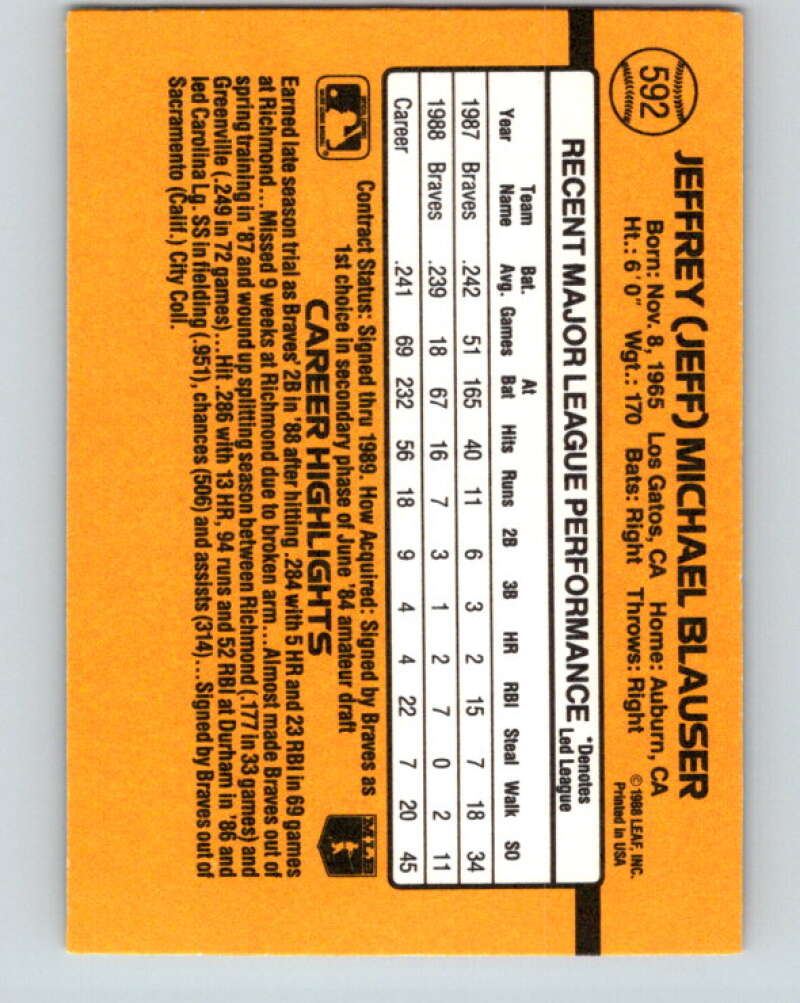 592
JEFFREY (JEFF) MICHAEL BLAUSER
Born: Nov. 8, 1965 Los Gatos, CA Home: Auburn, CA
Ht.: 6'0" Wgt.: 170 Bats: Right Throws: Right
© 1988 LEAF, INC.
Printed in USA
RECENT MAJOR LEAGUE PERFORMANCE *Denotes Led League
Year Team Name Bat. Avg. Games At Bat Hits Runs 2B 3B HR RBI Steal Walk SO
1987 Braves .242 51 165 40 11 6 3 2 15 7 18 34
1988 Braves .239 18 67 16 7 3 1 2 7 0 2 11
Career .241 69 232 56 18 9 4 4 22 7 20 45
Contract Status: Signed thru 1989. How Acquired: Signed by Braves as
1st choice in secondary phase of June '84 amateur draft
MLB
CAREER HIGHLIGHTS
Earned late season trial as Braves' 2B in '88 after hitting .284 with 5 HR and 23 RBI in 69 games
at Richmond...Missed 9 weeks at Richmond due to broken arm...Almost made Braves out of
spring training in '87 and wound up splitting season between Richmond (.177 in 33 games) and
Greenville (.249 in 72 games)...Hit .286 with 13 HR, 94 runs and 52 RBI at Durham in '86 and
led Carolina Lg. SS in fielding (.951), chances (506) and assists (314)...Signed by Braves out of
Sacramento (Calif.) City Coll.